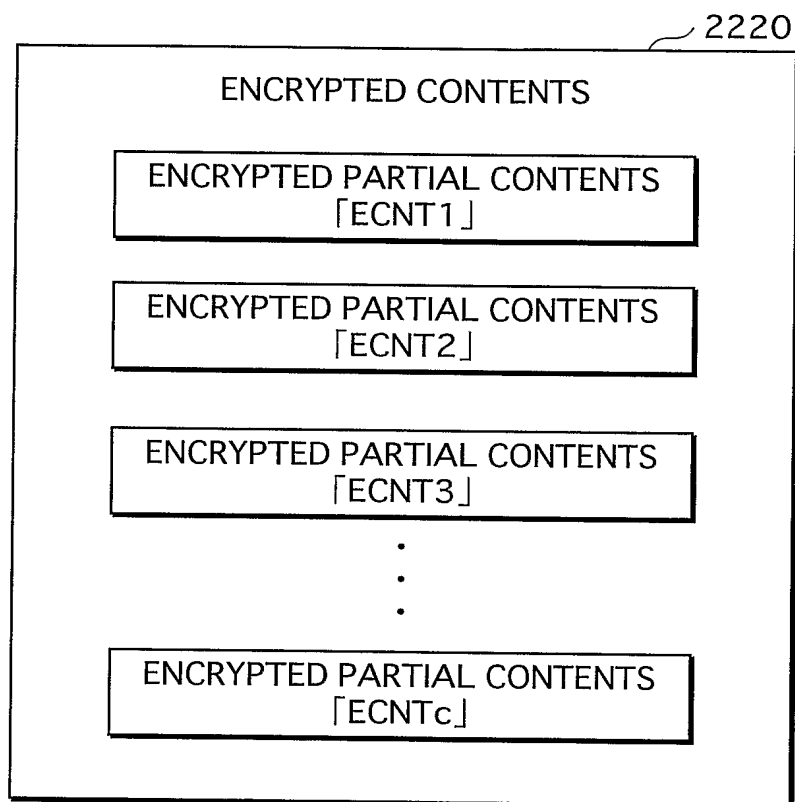 2220
ENCRYPTED CONTENTS
ENCRYPTED PARTIAL CONTENTS
「ECNT1」
ENCRYPTED PARTIAL CONTENTS
「ECNT2」
ENCRYPTED PARTIAL CONTENTS
「ECNT3」
ENCRYPTED PARTIAL CONTENTS
「ECNTc」